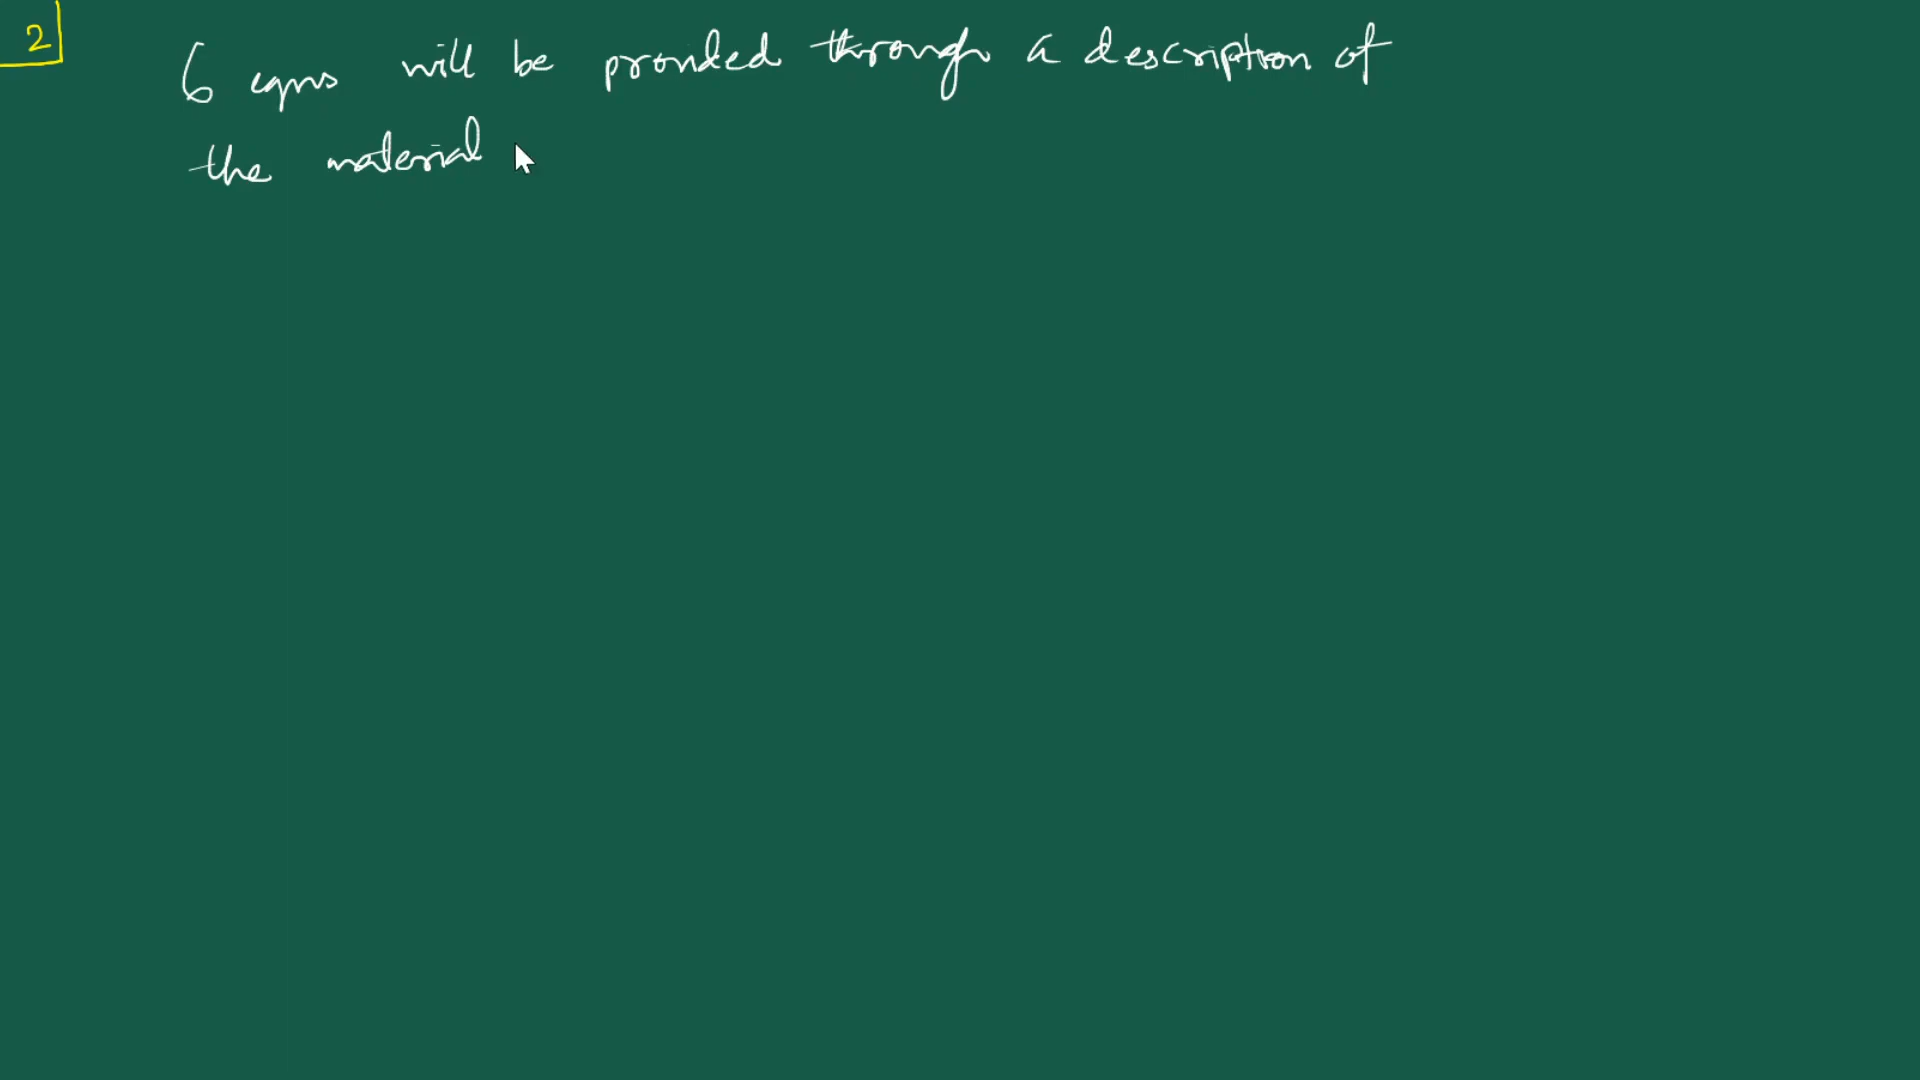 2
6 eqns will be provided through a description of
the material